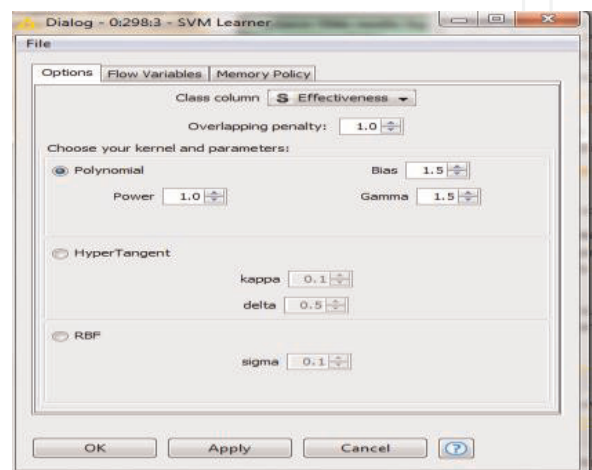 Dialog - 0:298:3 - SVM Learner
File
Options Flow Variables Memory Policy
Class column S Effectiveness
Overlapping penalty: 1.0
Choose your kernel and parameters:
Polynomial Bias 1.5
Power 1.0 Gamma 1.5
HyperTangent
kappa 0.1
delta 0.5
RBF
sigma 0.1
OK Apply Cancel ?